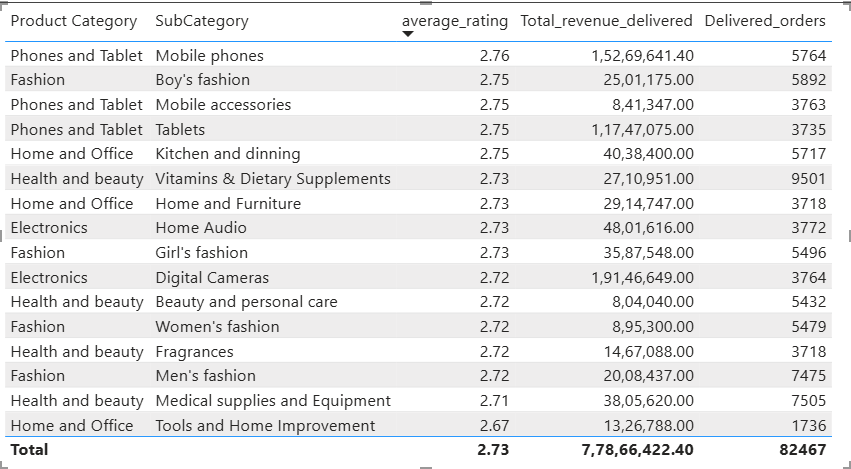 Product Category SubCategory average_rating Total_revenue_delivered Delivered_orders
Phones and Tablet Mobile phones 2.76 1,52,69,641.40 5764
Fashion Boy's fashion 2.75 25,01,175.00 5892
Phones and Tablet Mobile accessories 2.75 8,41,347.00 3763
Phones and Tablet Tablets 2.75 1,17,47,075.00 3735
Home and Office Kitchen and dinning 2.75 40,38,400.00 5717
Health and beauty Vitamins & Dietary Supplements 2.73 27,10,951.00 9501
Home and Office Home and Furniture 2.73 29,14,747.00 3718
Electronics Home Audio 2.73 48,01,616.00 3772
Fashion Girl's fashion 2.73 35,87,548.00 5496
Electronics Digital Cameras 2.72 1,91,46,649.00 3764
Health and beauty Beauty and personal care 2.72 8,04,040.00 5432
Fashion Women's fashion 2.72 8,95,300.00 5479
Health and beauty Fragrances 2.72 14,67,088.00 3718
Fashion Men's fashion 2.72 20,08,437.00 7475
Health and beauty Medical supplies and Equipment 2.71 38,05,620.00 7505
Home and Office Tools and Home Improvement 2.67 13,26,788.00 1736
Total 2.73 7,78,66,422.40 82467